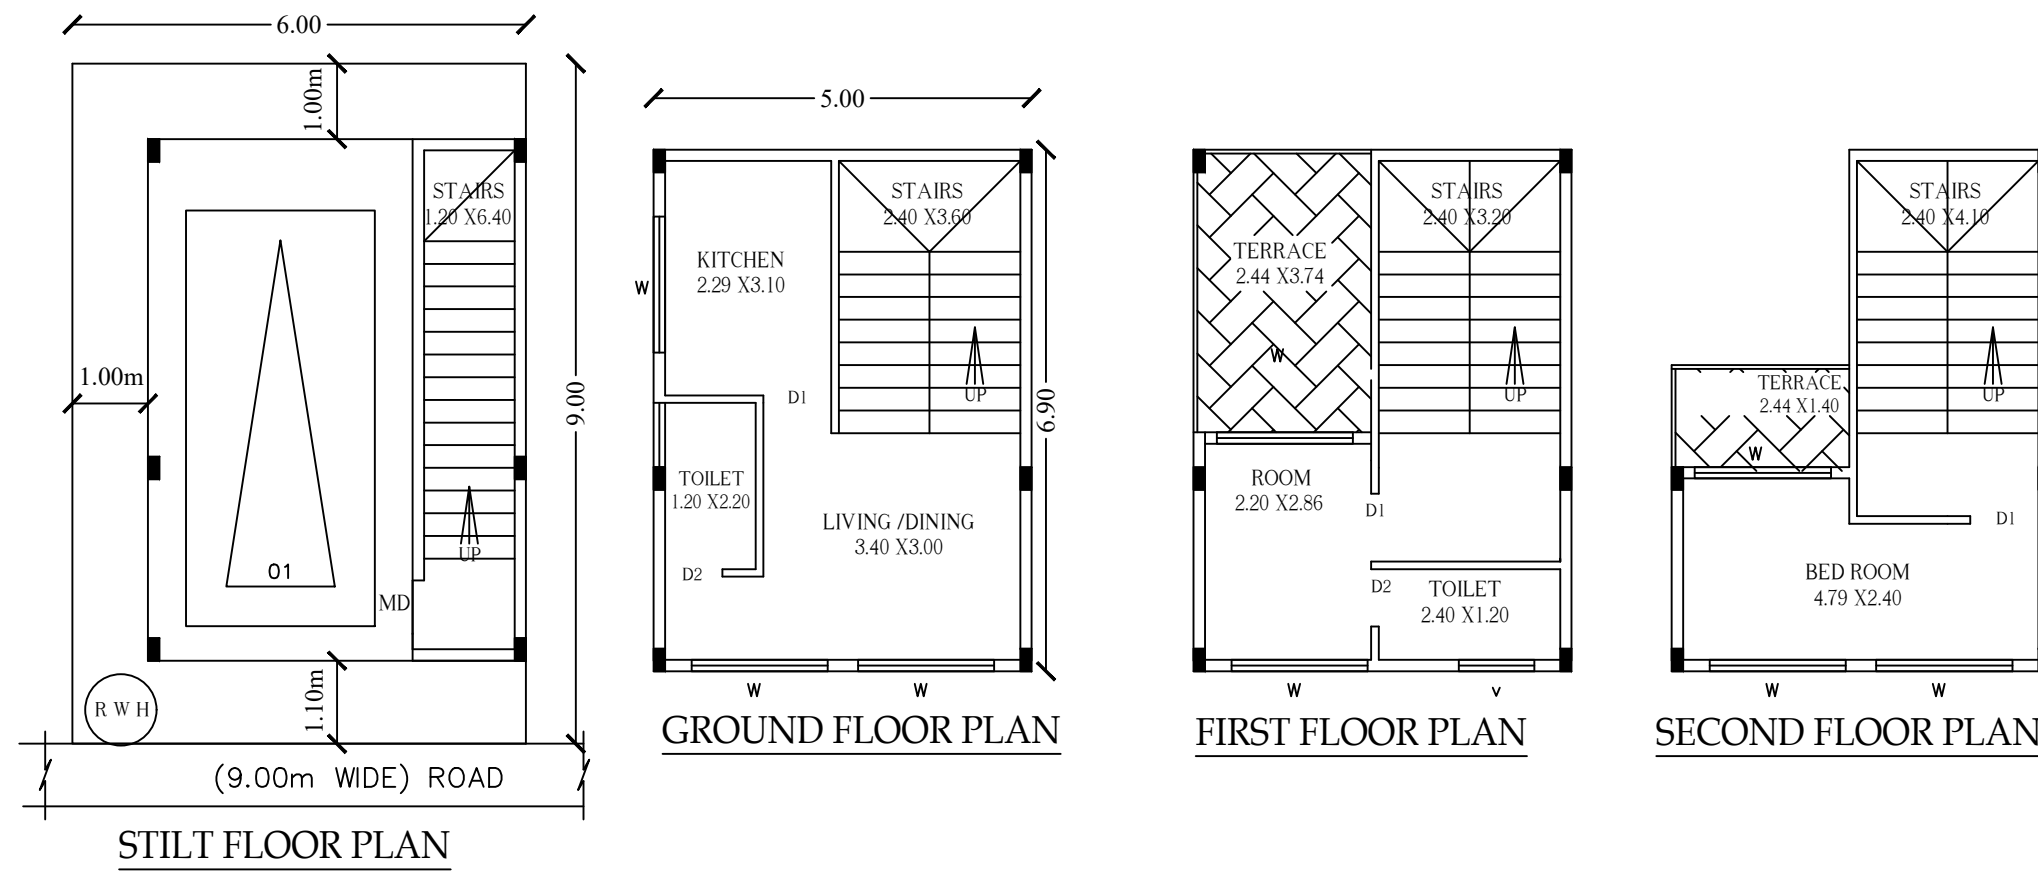 6.00
1.00m
STAIRS
1.20 X6.40
1.00m
9.00
01
UP
MD
1.10m
R W H
(9.00m WIDE) ROAD
STILT FLOOR PLAN
5.00
STAIRS
2.40 X3.60
KITCHEN
2.29 X3.10
W
D1
UP
6.90
TOILET
1.20 X2.20
LIVING /DINING
3.40 X3.00
D2
W
W
GROUND FLOOR PLAN
STAIRS
2.40 X3.20
TERRACE
2.44 X3.74
W
UP
ROOM
2.20 X2.86
D1
D2
TOILET
2.40 X1.20
W
v
FIRST FLOOR PLAN
STAIRS
2.40 X4.10
TERRACE
2.44 X1.40
UP
W
D1
BED ROOM
4.79 X2.40
W
W
SECOND FLOOR PLAN